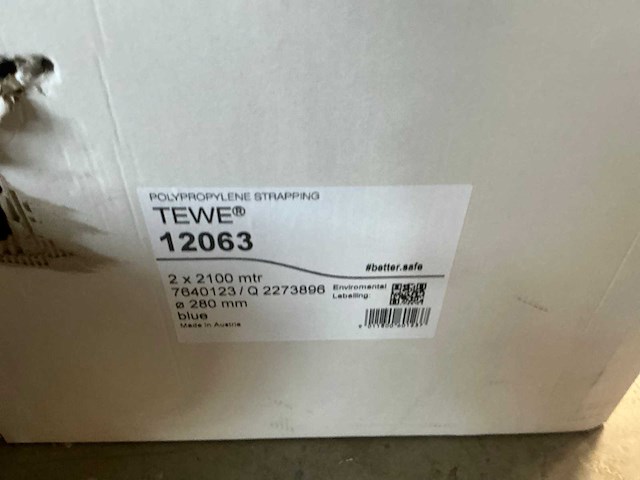 POLYPROPYLENE STRAPPING
TEWE®
12063
#better.safe
2 x 2100 mtr
7640123 / Q 2273896
ø 280 mm
blue
Made in Austria
Enviromental
Labelling: